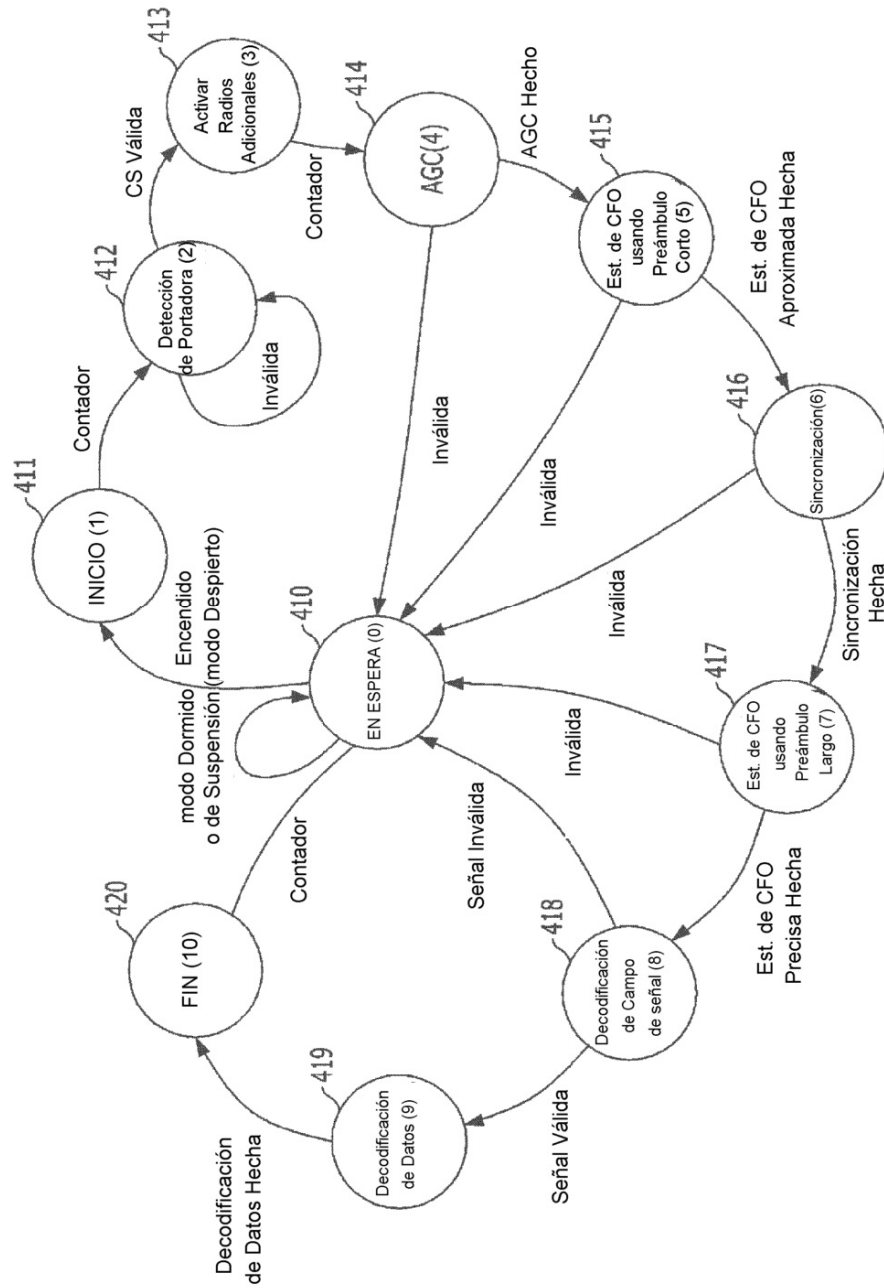 411
INICIO (1)
Contador
412
Detección
de Portadora (2)
Inválida
CS Válida
413
Activar
Radios
Adicionales (3)
Contador
414
AGC(4)
Inválida
AGC Hecho
415
Est. de CFO
usando
Preámbulo
Corto (5)
Inválida
Est. de CFO
Aproximada Hecha
416
Sincronización(6)
Inválida
Sincronización
Hecha
417
Est. de CFO
usando
Preámbulo
Largo (7)
Inválida
Est. de CFO
Precisa Hecha
418
Decodificación
de Campo
de señal (8)
Señal Inválida
Señal Válida
419
Decodificación
de Datos (9)
Decodificación
de Datos Hecha
420
FIN (10)
Contador
410
EN ESPERA (0)
modo Dormido
o de Suspensión
Encendido
(modo Despierto)